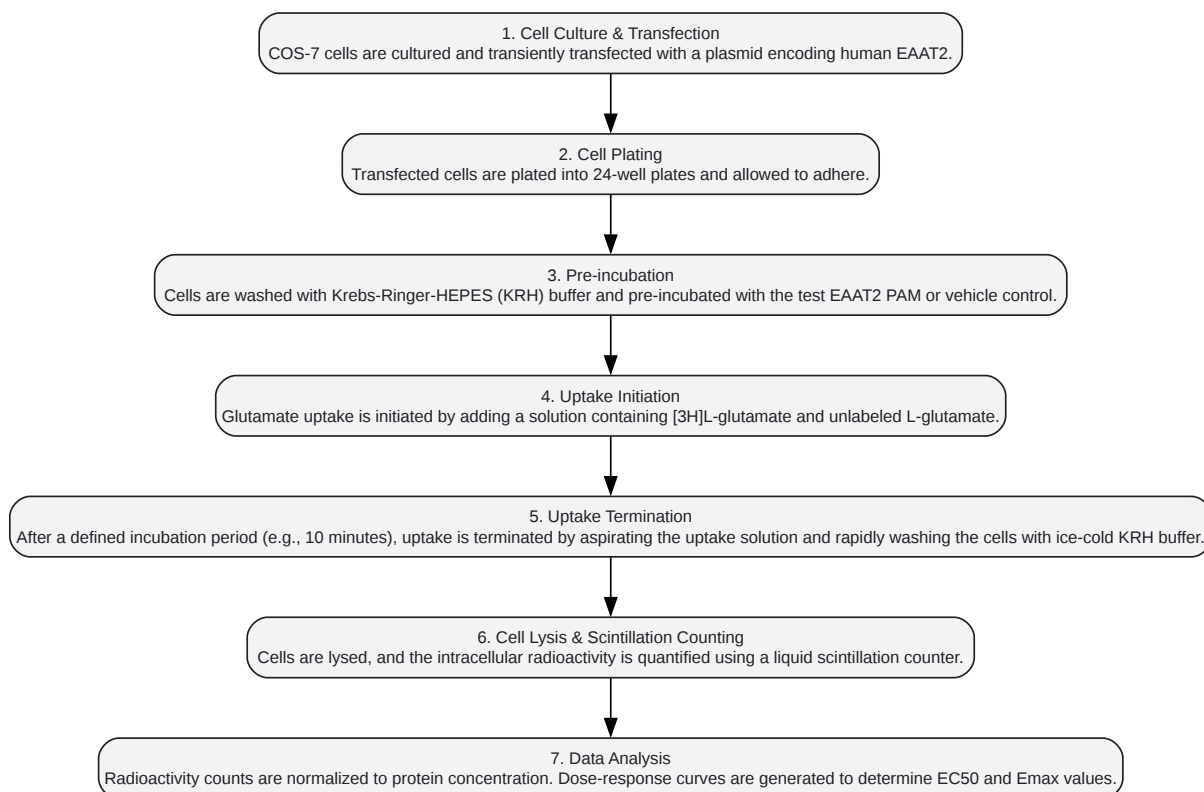 1. Cell Culture & Transfection
COS-7 cells are cultured and transiently transfected with a plasmid encoding human EAAT2.
2. Cell Plating
Transfected cells are plated into 24-well plates and allowed to adhere.
3. Pre-incubation
Cells are washed with Krebs-Ringer-HEPES (KRH) buffer and pre-incubated with the test EAAT2 PAM or vehicle control.
4. Uptake Initiation
Glutamate uptake is initiated by adding a solution containing [3H]L-glutamate and unlabeled L-glutamate.
5. Uptake Termination
After a defined incubation period (e.g., 10 minutes), uptake is terminated by aspirating the uptake solution and rapidly washing the cells with ice-cold KRH buffer.
6. Cell Lysis & Scintillation Counting
Cells are lysed, and the intracellular radioactivity is quantified using a liquid scintillation counter.
7. Data Analysis
Radioactivity counts are normalized to protein concentration. Dose-response curves are generated to determine EC50 and Emax values.